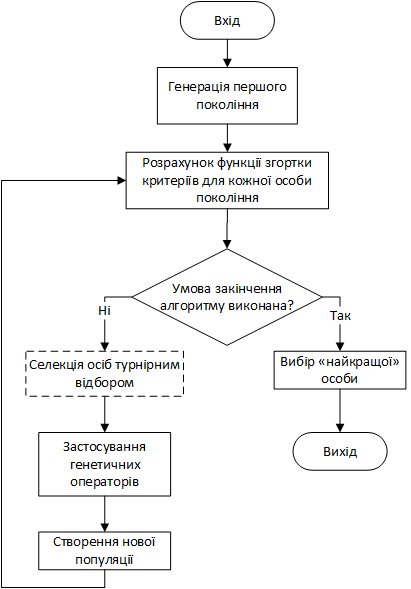 Вхід
Генерація першого
покоління
Розрахунок функції згортки
критеріїв для кожної особи
покоління
Умова закінчення
алгоритму виконана?
Ні
Так
Селекція осіб турнірним
відбором
Вибір «найкращої»
особи
Застосування
генетичних
операторів
Вихід
Створення нової
популяції